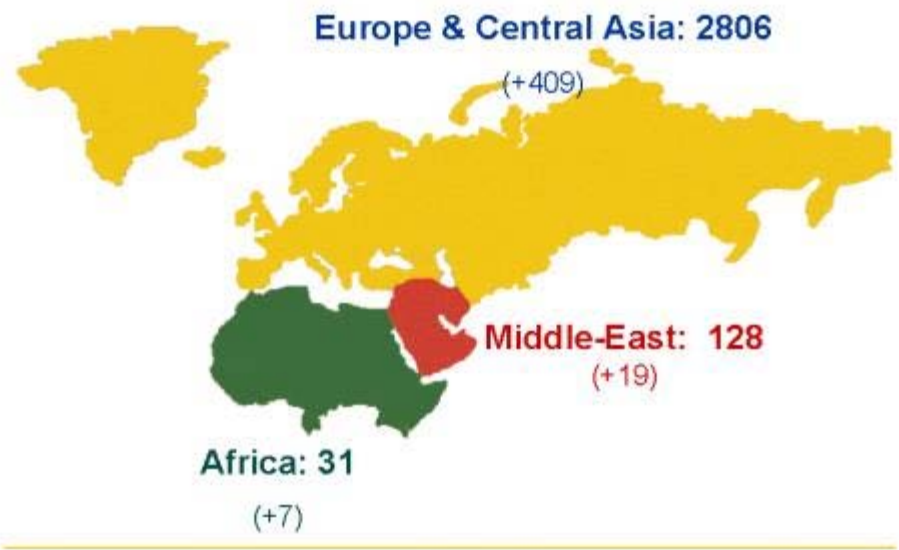 Europe & Central Asia: 2806
(+409)
Middle-East: 128
(+19)
Africa: 31
(+7)